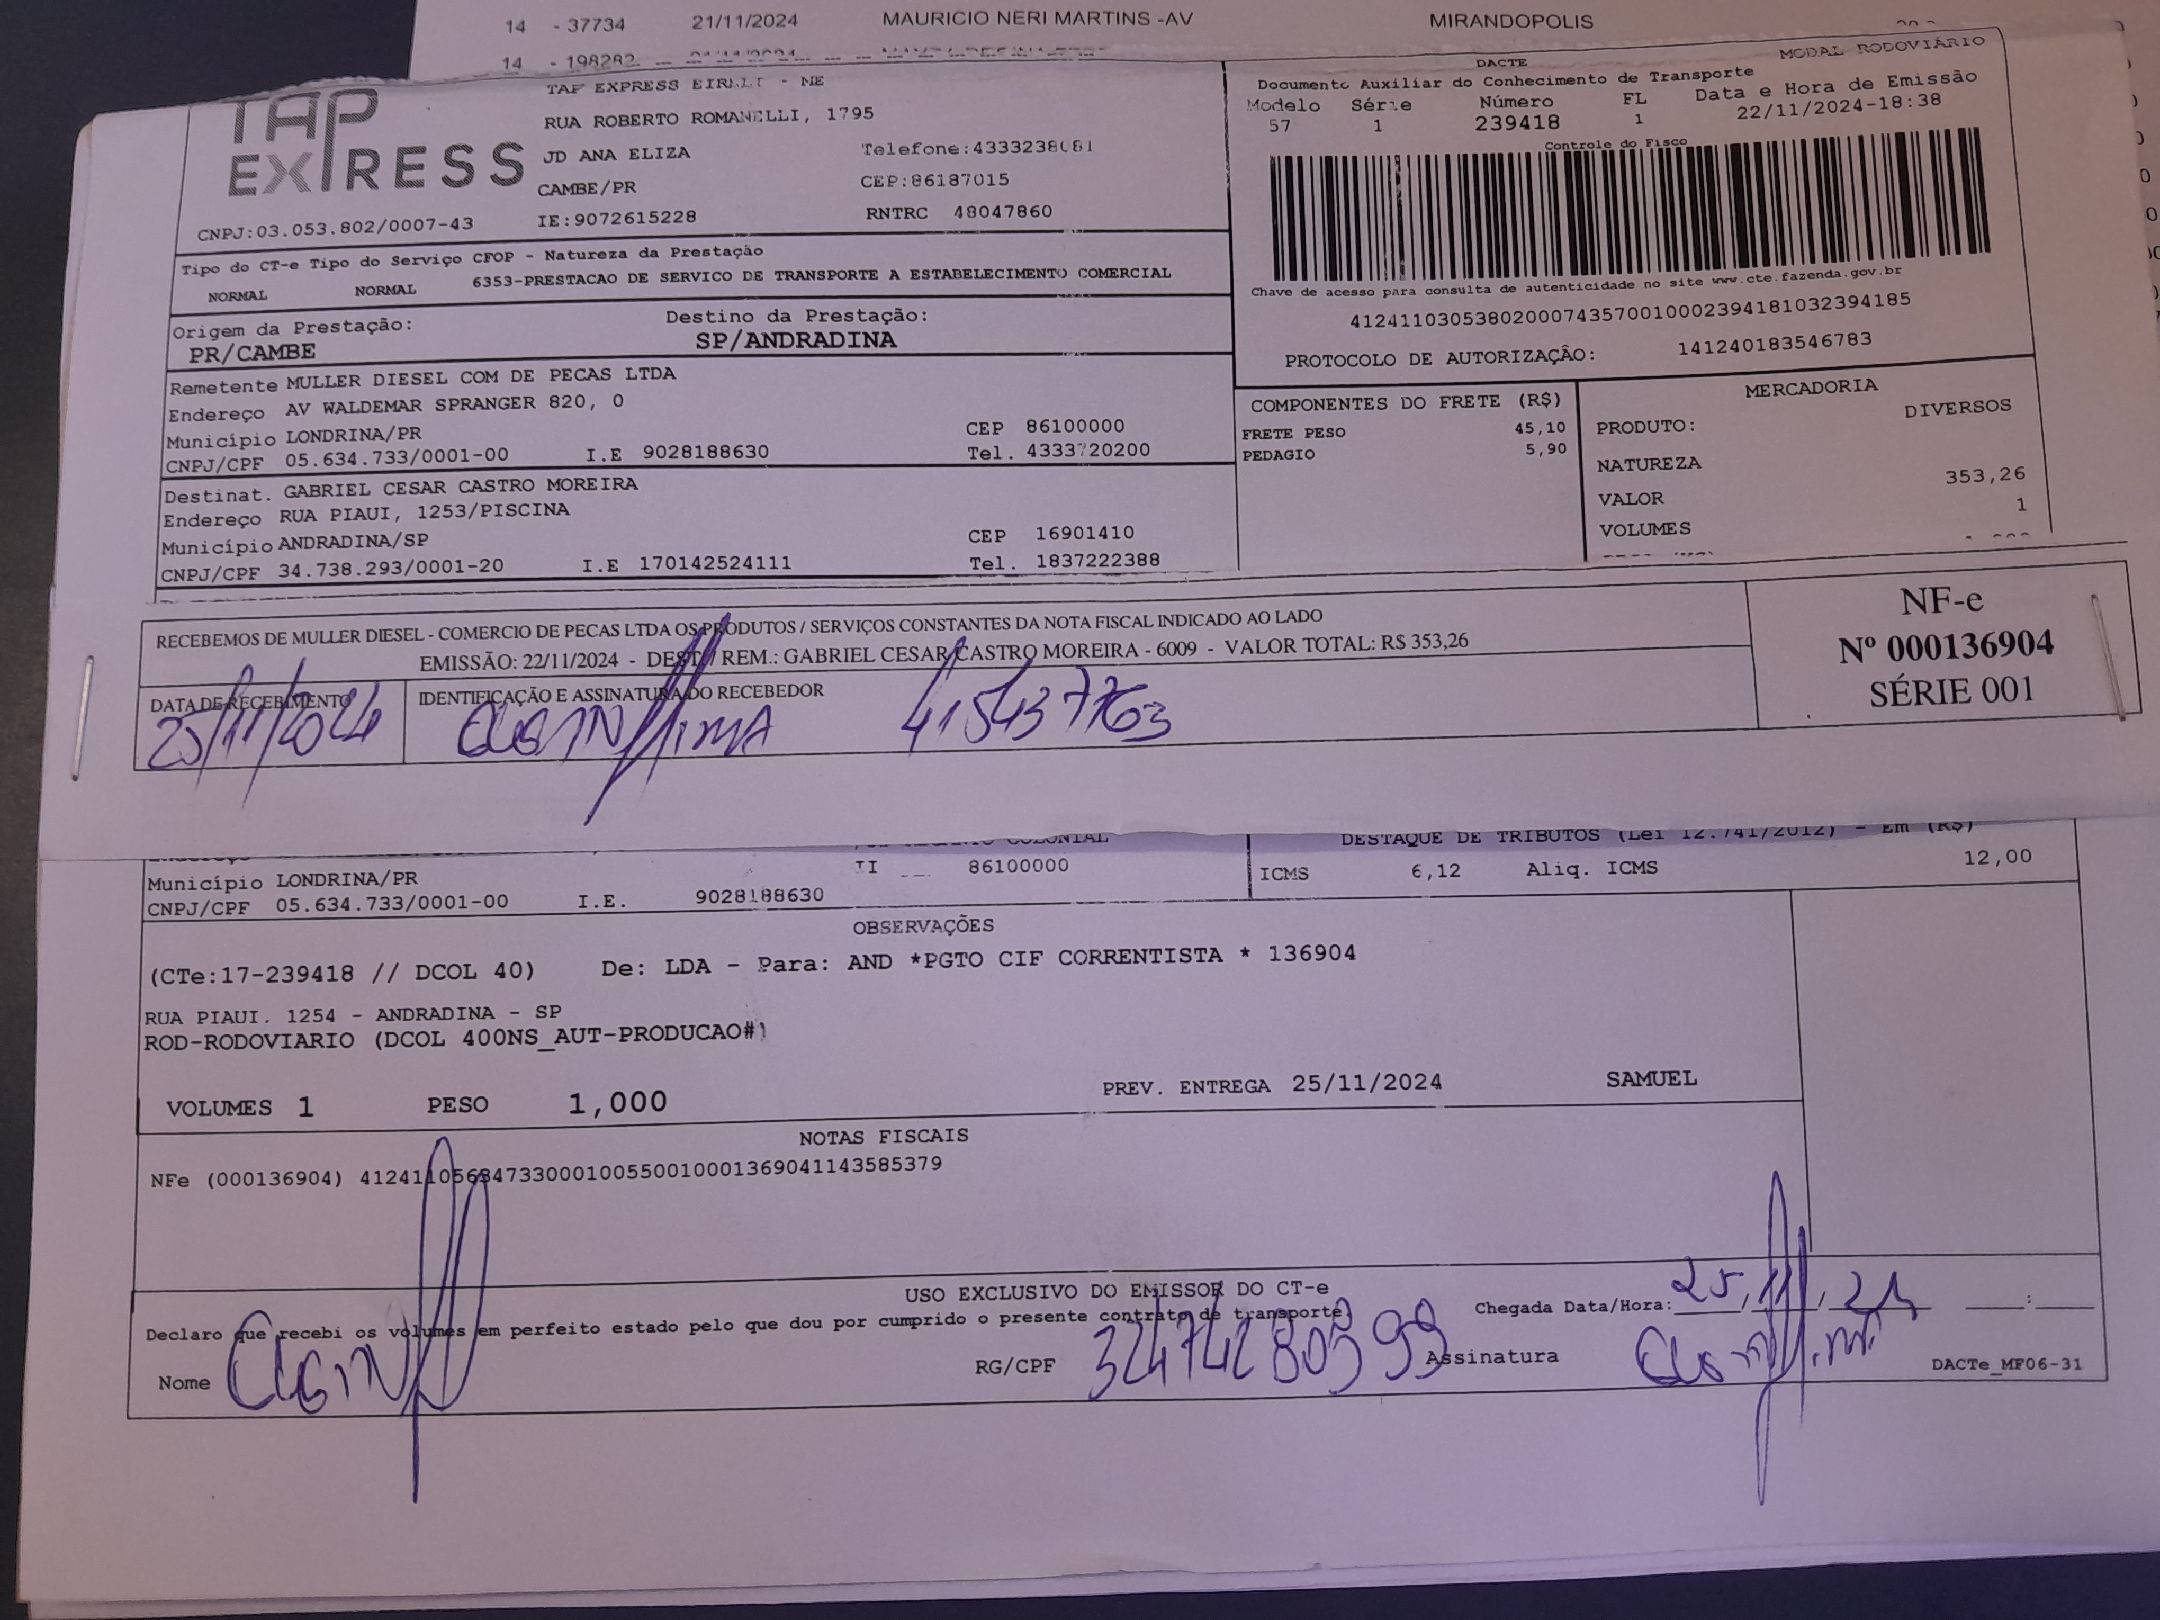 14 - 37734 21/11/2024 MAURICIO NERI MARTINS -AV MIRANDOPOLIS
14 - 198282
TAP EXPRESS
TAP EXPRESS EIRELI - ME
RUA ROBERTO ROMANELLI, 1795
JD ANA ELIZA Telefone:4333238081
CAMBE/PR CEP:86187015
CNPJ:03.053.802/0007-43 IE:9072615228 RNTRC 48047860
DACTE MODAL RODOVIÁRIO
Documento Auxiliar do Conhecimento de Transporte
Modelo Série Número FL Data e Hora de Emissão
57 1 239418 1 22/11/2024-18:38
Controle do Fisco
Chave de acesso para consulta de autenticidade no site www.cte.fazenda.gov.br
41241103053802000743570010002394181032394185
PROTOCOLO DE AUTORIZAÇÃO: 141240183546783
Tipo do CT-e Tipo do Serviço CFOP - Natureza da Prestação
NORMAL NORMAL 6353-PRESTACAO DE SERVICO DE TRANSPORTE A ESTABELECIMENTO COMERCIAL
Origem da Prestação: Destino da Prestação:
PR/CAMBE SP/ANDRADINA
Remetente MULLER DIESEL COM DE PECAS LTDA
Endereço AV WALDEMAR SPRANGER 820, 0
Município LONDRINA/PR CEP 86100000
CNPJ/CPF 05.634.733/0001-00 I.E 9028188630 Tel. 4333720200
Destinat. GABRIEL CESAR CASTRO MOREIRA
Endereço RUA PIAUI, 1253/PISCINA
Município ANDRADINA/SP CEP 16901410
CNPJ/CPF 34.738.293/0001-20 I.E 170142524111 Tel. 1837222388
COMPONENTES DO FRETE (R$)
FRETE PESO 45,10
PEDAGIO 5,90
MERCADORIA
PRODUTO: DIVERSOS
NATUREZA
VALOR 353,26
VOLUMES 1
RECEBEMOS DE MULLER DIESEL - COMERCIO DE PECAS LTDA OS PRODUTOS / SERVIÇOS CONSTANTES DA NOTA FISCAL INDICADO AO LADO
EMISSÃO: 22/11/2024 - DEST. / REM.: GABRIEL CESAR CASTRO MOREIRA - 6009 - VALOR TOTAL: R$ 353,26
DATA DE RECEBIMENTO IDENTIFICAÇÃO E ASSINATURA DO RECEBEDOR
25/11/2024 415437763
NF-e
Nº 000136904
SÉRIE 001
86100000
Município LONDRINA/PR
CNPJ/CPF 05.634.733/0001-00 I.E. 9028188630
DESTAQUE DE TRIBUTOS (Lei 12.741/2012) - Em (R$)
ICMS 6,12 Aliq. ICMS 12,00
OBSERVAÇÕES
(CTe:17-239418 // DCOL 40) De: LDA - Para: AND *PGTO CIF CORRENTISTA * 136904
RUA PIAUI. 1254 - ANDRADINA - SP
ROD-RODOVIARIO (DCOL 400NS_AUT-PRODUCAO#)
VOLUMES 1 PESO 1,000 PREV. ENTREGA 25/11/2024 SAMUEL
NOTAS FISCAIS
NFe (000136904) 41241105634733000100550010001369041143585379
USO EXCLUSIVO DO EMISSOR DO CT-e
Declaro que recebi os volumes em perfeito estado pelo que dou por cumprido o presente contrato de transporte. Chegada Data/Hora: 25/11/24 :
Nome RG/CPF Assinatura DACTe_MF06-31